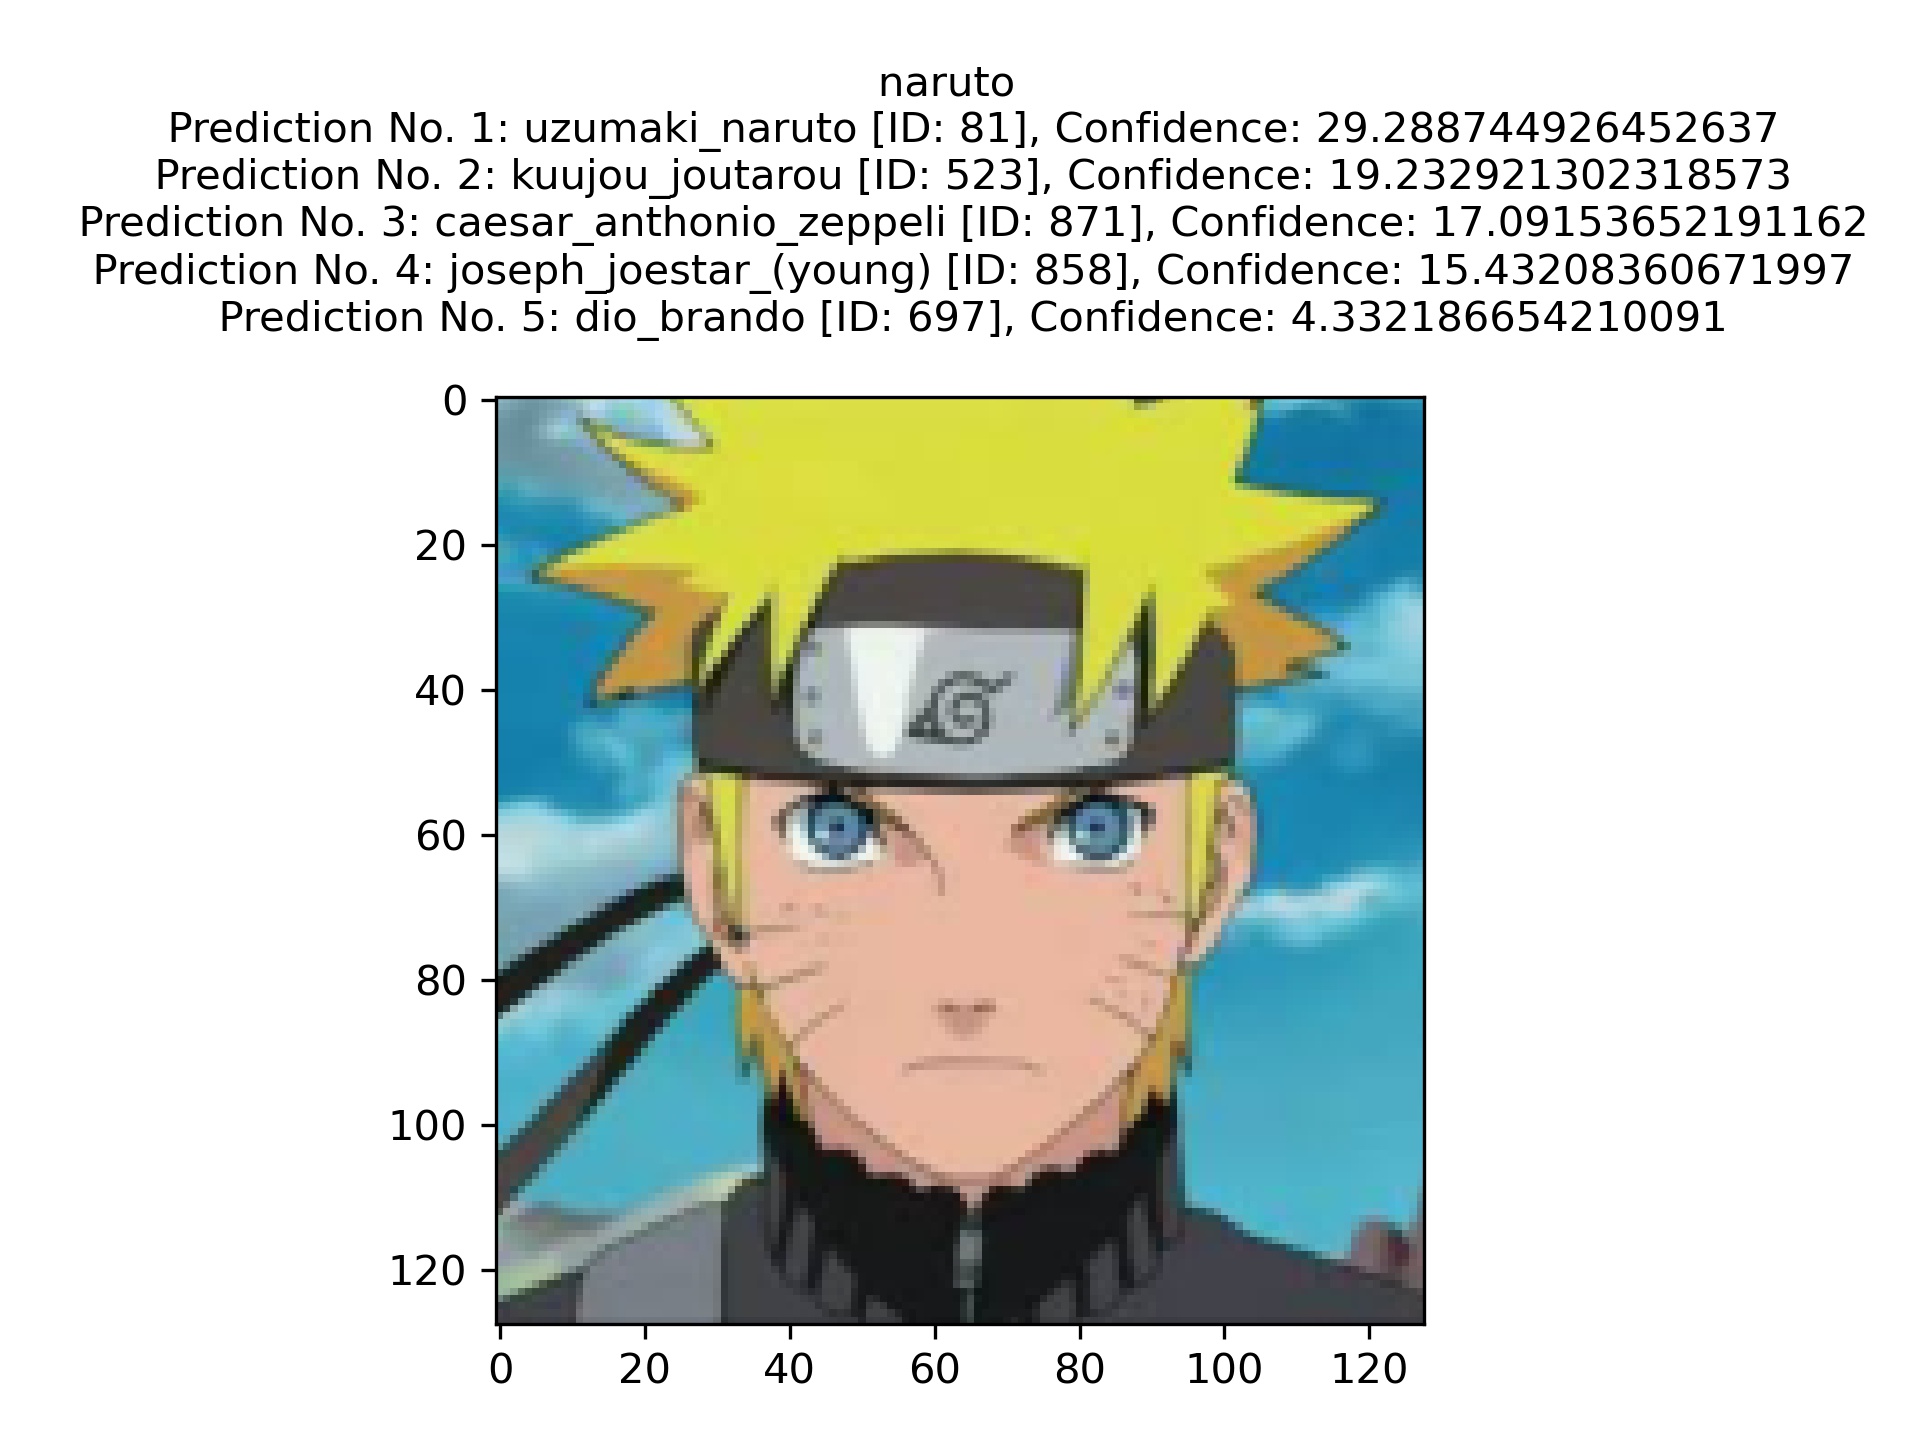 naruto
Prediction No. 1: uzumaki_naruto [ID: 81], Confidence: 29.288744926452637
Prediction No. 2: kuujou_joutarou [ID: 523], Confidence: 19.232921302318573
Prediction No. 3: caesar_anthonio_zeppeli [ID: 871], Confidence: 17.09153652191162
Prediction No. 4: joseph_joestar_(young) [ID: 858], Confidence: 15.43208360671997
Prediction No. 5: dio_brando [ID: 697], Confidence: 4.332186654210091
0
20
40
60
80
100
120
0 20 40 60 80 100 120